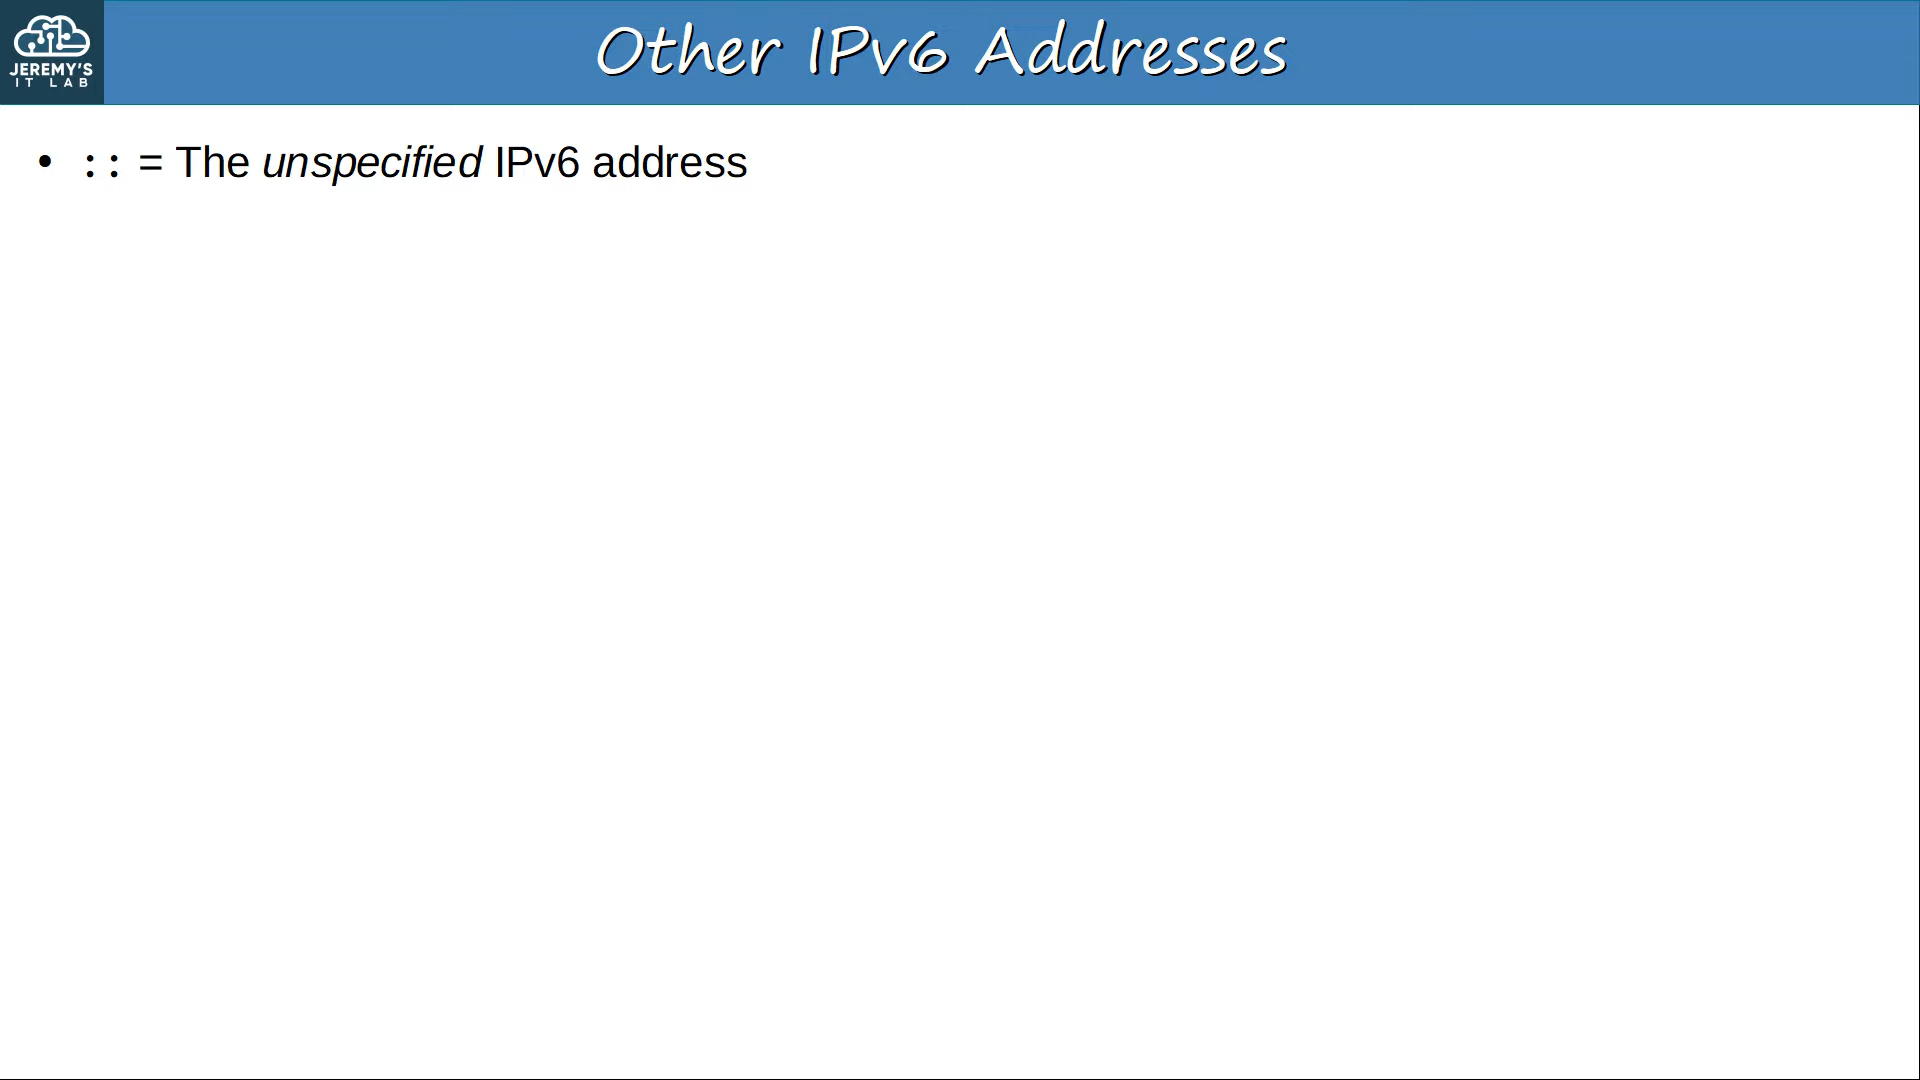 JEREMY'S
IT LAB
Other IPv6 Addresses
• :: = The unspecified IPv6 address